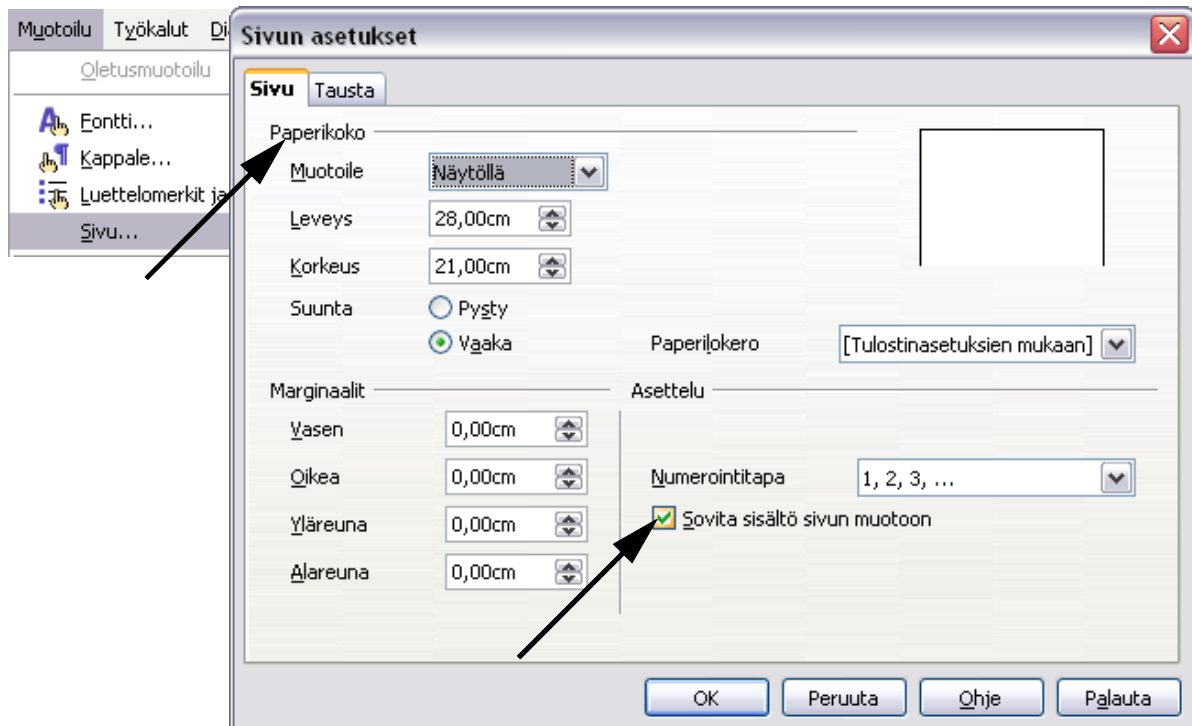 Muotoilu Työkalut
Oletusmuotoilu
Fontti...
Kappale...
Luettelomerkit ja
Sivu...
Sivun asetukset
Sivu Tausta
Paperikoko
Muotoile Näytöllä
Leveys 28,00cm
Korkeus 21,00cm
Suunta Pysty
Vaaka
Paperilokero [Tulostinasetuksien mukaan]
Marginaalit
Vasen 0,00cm
Oikea 0,00cm
Yläreuna 0,00cm
Alareuna 0,00cm
Asettelu
Numerointitapa 1, 2, 3, ...
Sovita sisältö sivun muotoon
OK Peruuta Ohje Palauta